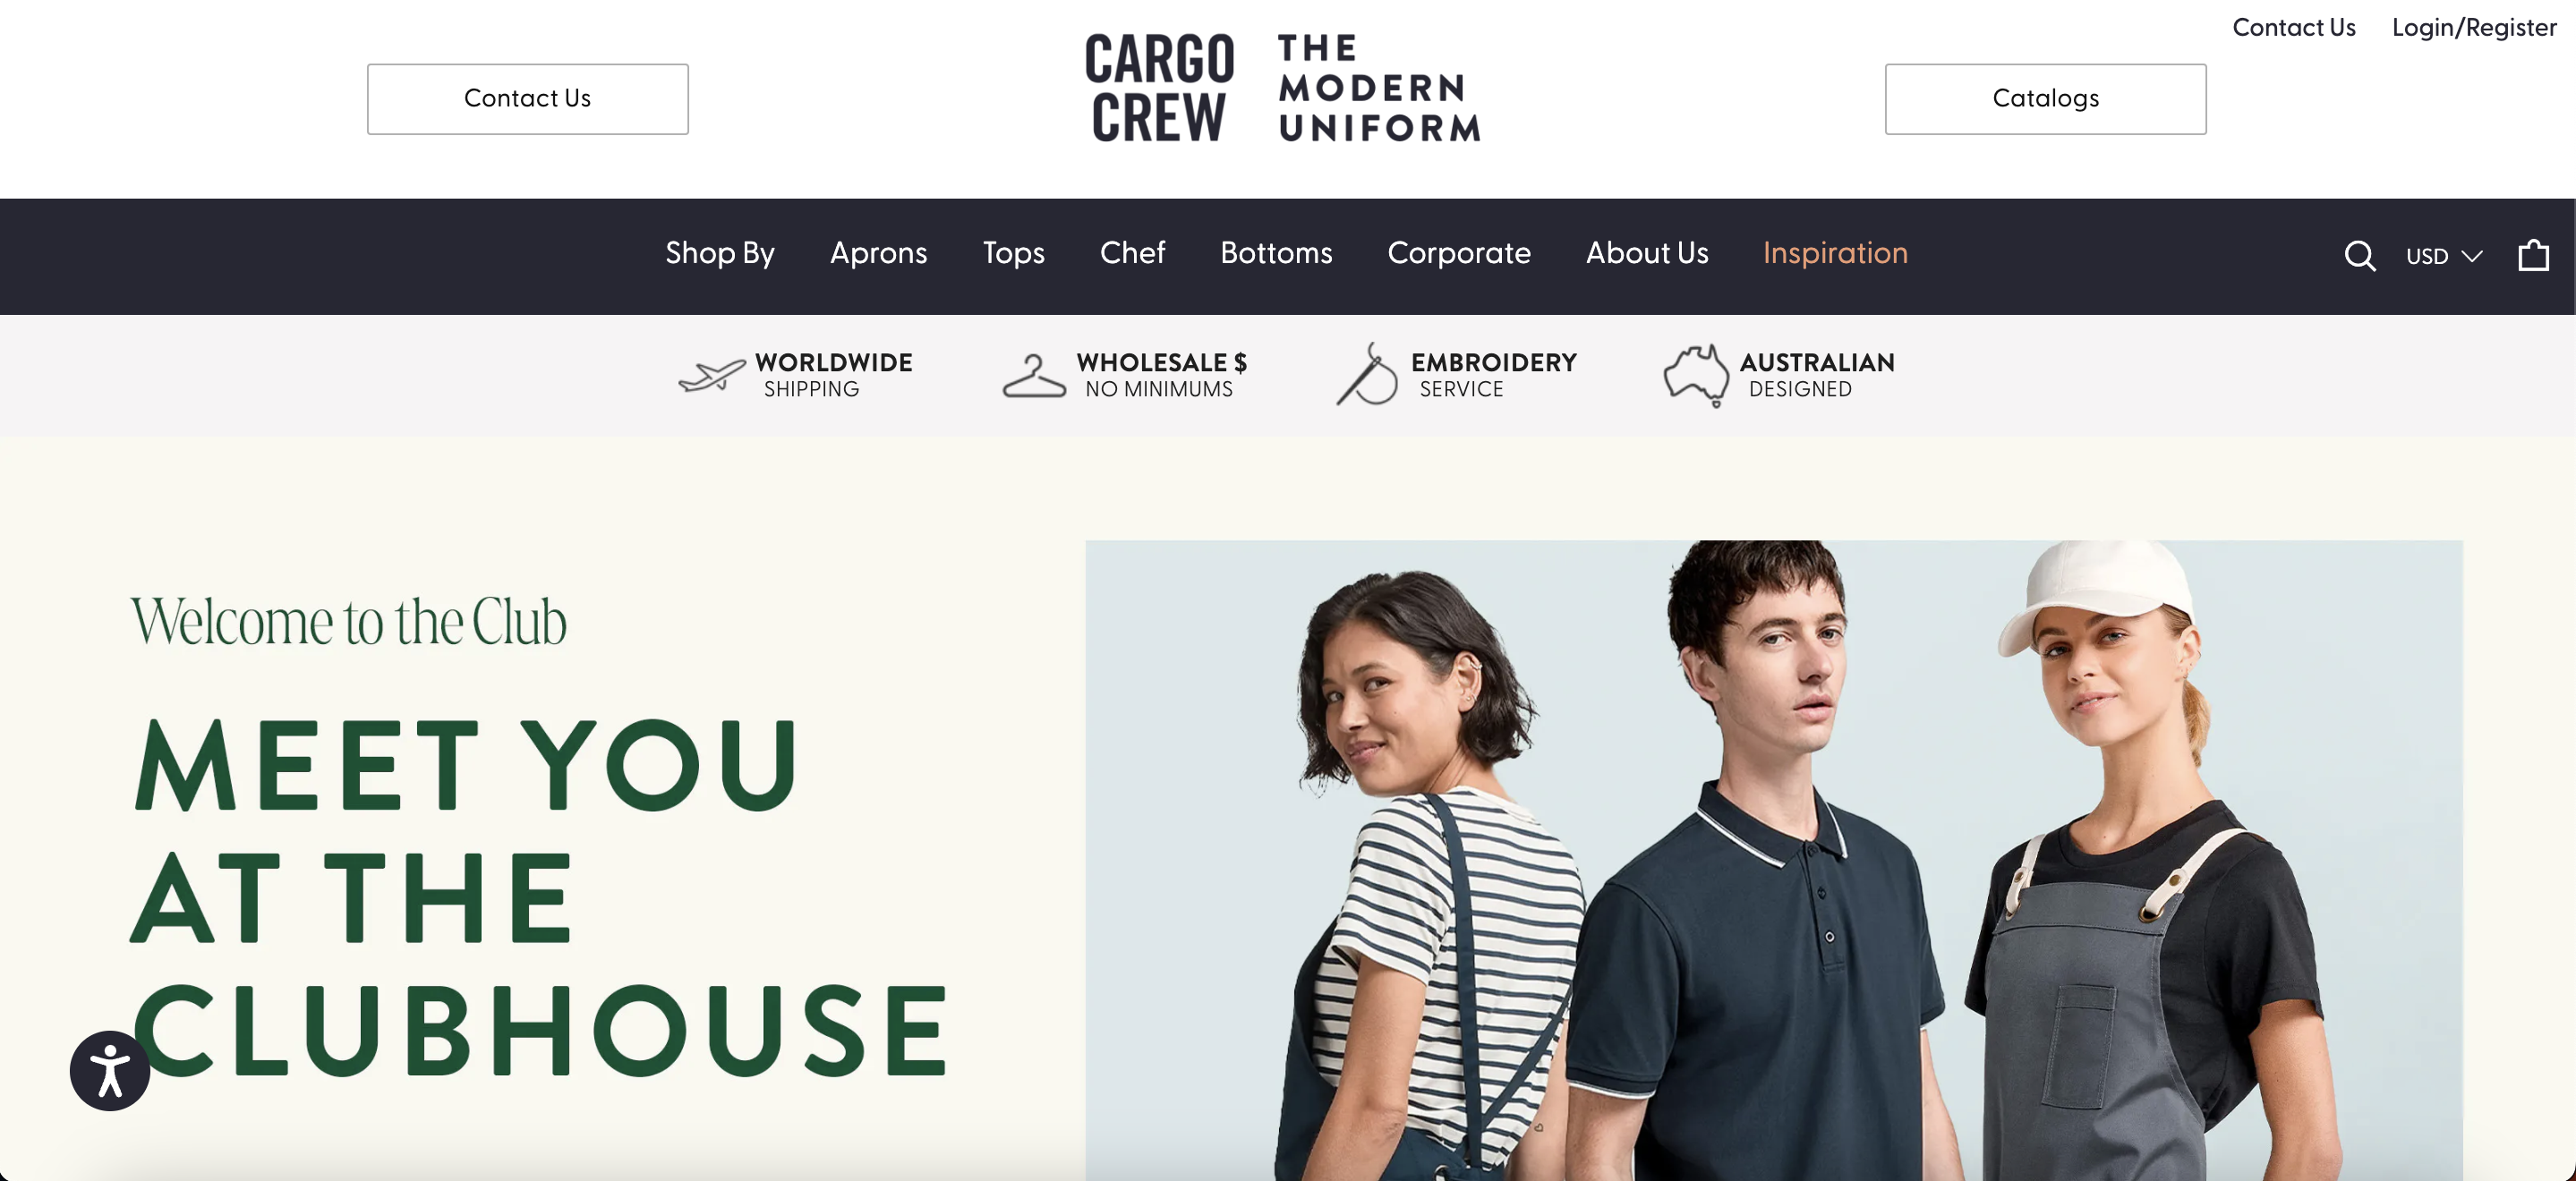 Contact Us
Login/Register
Contact Us
CARGO
CREW
THE
MODERN
UNIFORM
Catalogs
Shop By
Aprons
Tops
Chef
Bottoms
Corporate
About Us
Inspiration
USD
WORLDWIDE
SHIPPING
WHOLESALE $
NO MINIMUMS
EMBROIDERY
SERVICE
AUSTRALIAN
DESIGNED
Welcome to the Club
MEET YOU
AT THE
CLUBHOUSE